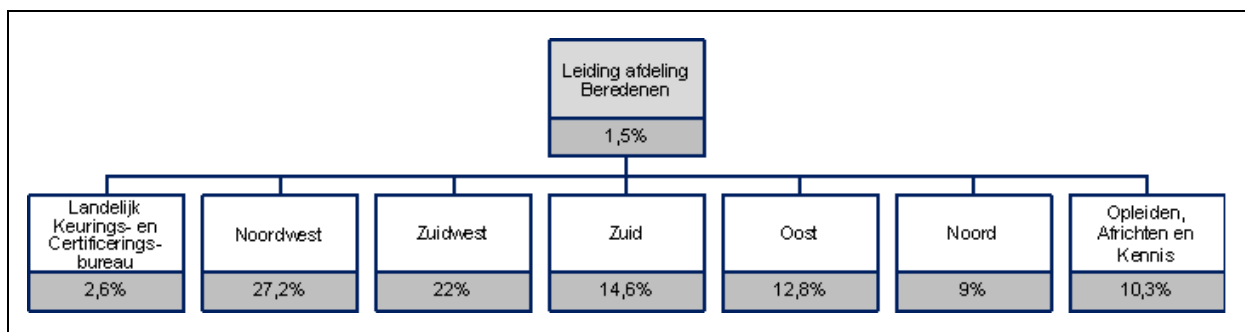 Leiding afdeling
Beredenen
1,5%
Landelijk
Keurings- en
Certificerings-
bureau
2,6%
Noordwest
27,2%
Zuidwest
22%
Zuid
14,6%
Oost
12,8%
Noord
9%
Opleiden,
Africhten en
Kennis
10,3%